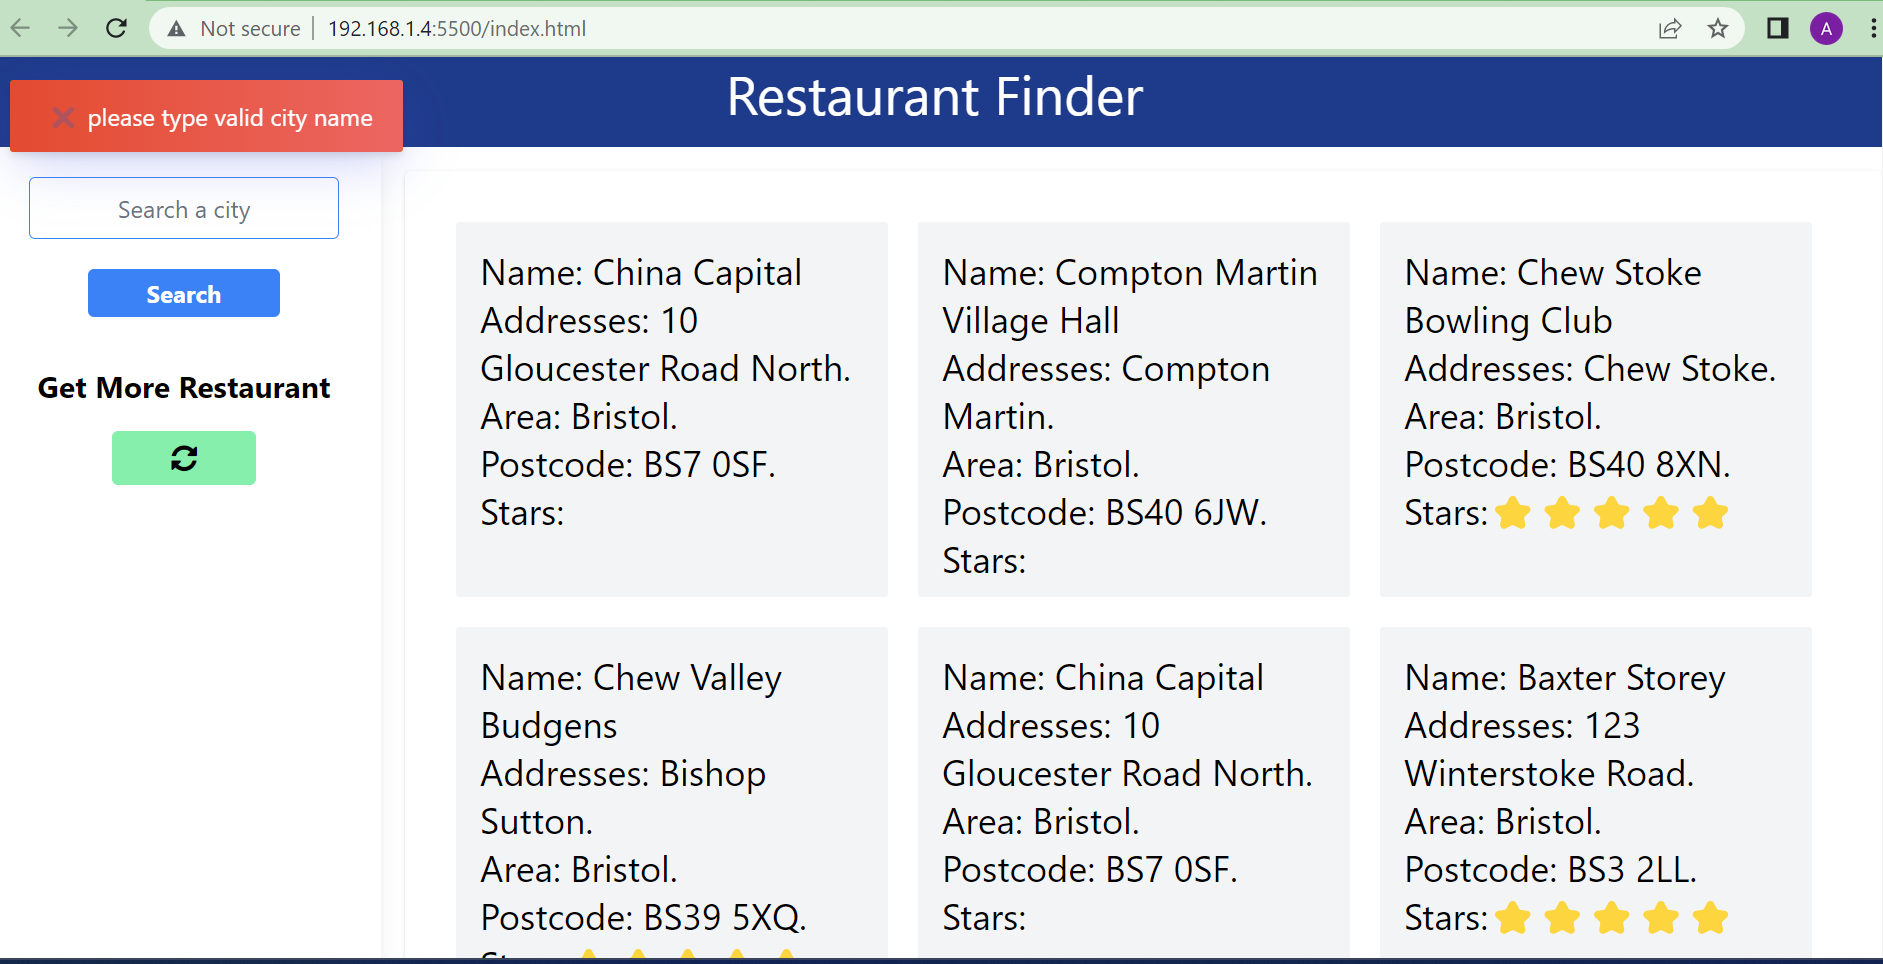 Not secure | 192.168.1.4:5500/index.html
A
Restaurant Finder
please type valid city name
Search a city
Search
Get More Restaurant
Name: China Capital
Addresses: 10
Gloucester Road North.
Area: Bristol.
Postcode: BS7 0SF.
Stars:
Name: Compton Martin
Village Hall
Addresses: Compton
Martin.
Area: Bristol.
Postcode: BS40 6JW.
Stars:
Name: Chew Stoke
Bowling Club
Addresses: Chew Stoke.
Area: Bristol.
Postcode: BS40 8XN.
Stars:
Name: Chew Valley
Budgens
Addresses: Bishop
Sutton.
Area: Bristol.
Postcode: BS39 5XQ.
Name: China Capital
Addresses: 10
Gloucester Road North.
Area: Bristol.
Postcode: BS7 0SF.
Stars:
Name: Baxter Storey
Addresses: 123
Winterstoke Road.
Area: Bristol.
Postcode: BS3 2LL.
Stars: